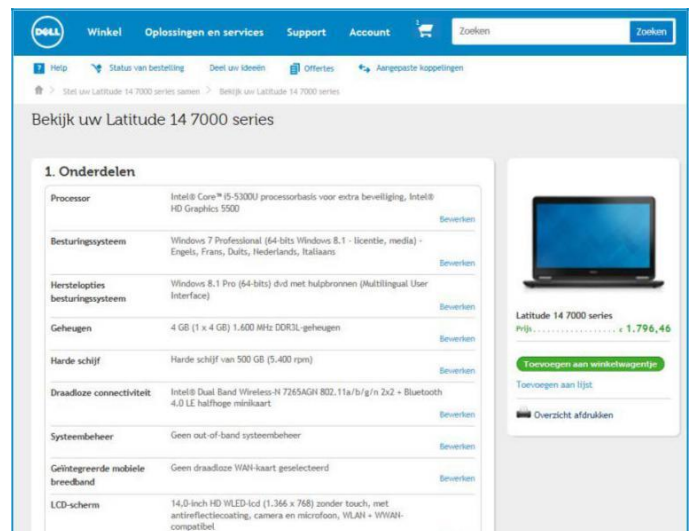 DELL
Winkel Oplossingen en services Support Account 1 Zoeken Zoeken
? Help Status van bestelling Deel uw ideeën Offertes Aangepaste koppelingen
> Stel uw Latitude 14 7000 series samen > Bekijk uw Latitude 14 7000 series
Bekijk uw Latitude 14 7000 series
1. Onderdelen
Processor Intel® Core™ i5-5300U processorbasis voor extra beveiliging, Intel®
HD Graphics 5500
Bewerken
Besturingssysteem Windows 7 Professional (64-bits Windows 8.1 - licentie, media) -
Engels, Frans, Duits, Nederlands, Italiaans
Bewerken
Herstelopties
besturingssysteem
Windows 8.1 Pro (64-bits) dvd met hulpbronnen (Multilingual User
Interface)
Bewerken
Geheugen 4 GB (1 x 4 GB) 1.600 MHz DDR3L-geheugen
Bewerken
Harde schijf Harde schijf van 500 GB (5.400 rpm)
Bewerken
Draadloze connectiviteit Intel® Dual Band Wireless-N 7265AGN 802.11a/b/g/n 2x2 + Bluetooth
4.0 LE halfhoge minikaart
Bewerken
Systeembeheer Geen out-of-band systeembeheer
Bewerken
Geïntegreerde mobiele
breedband
Geen draadloze WAN-kaart geselecteerd
Bewerken
LCD-scherm 14,0-inch HD WLED-lcd (1.366 x 768) zonder touch, met
antireflectiecoating, camera en microfoon, WLAN + WWAN-
compatibel
Latitude 14 7000 series
Prijs.................. € 1.796,46
Toevoegen aan winkelwagentje
Toevoegen aan lijst
Overzicht afdrukken